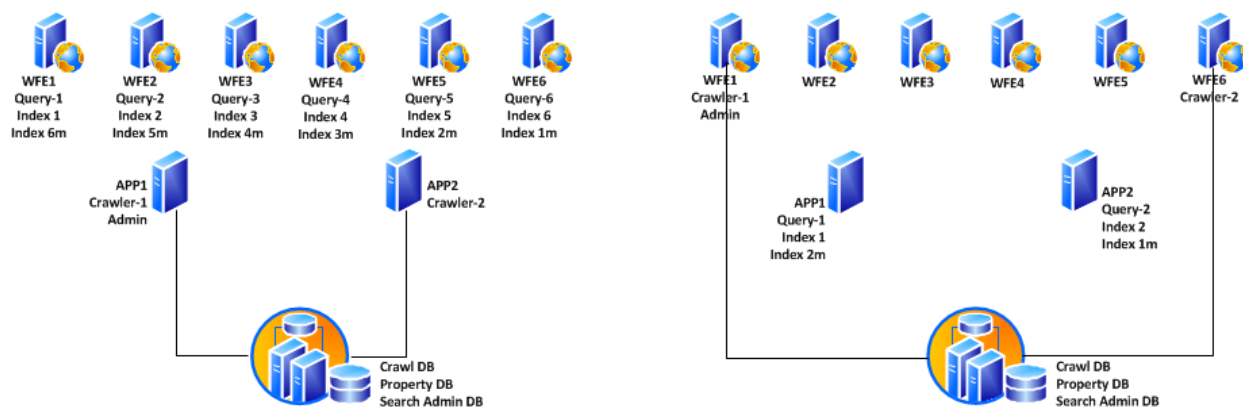 WFE1
Query-1
Index 1
Index 6m
WFE2
Query-2
Index 2
Index 5m
WFE3
Query-3
Index 3
Index 4m
WFE4
Query-4
Index 4
Index 3m
WFE5
Query-5
Index 5
Index 2m
WFE6
Query-6
Index 6
Index 1m
APP1
Crawler-1
Admin
APP2
Crawler-2
Crawl DB
Property DB
Search Admin DB
WFE1
Crawler-1
Admin
WFE2
WFE3
WFE4
WFE5
WFE6
Crawler-2
APP1
Query-1
Index 1
Index 2m
APP2
Query-2
Index 2
Index 1m
Crawl DB
Property DB
Search Admin DB